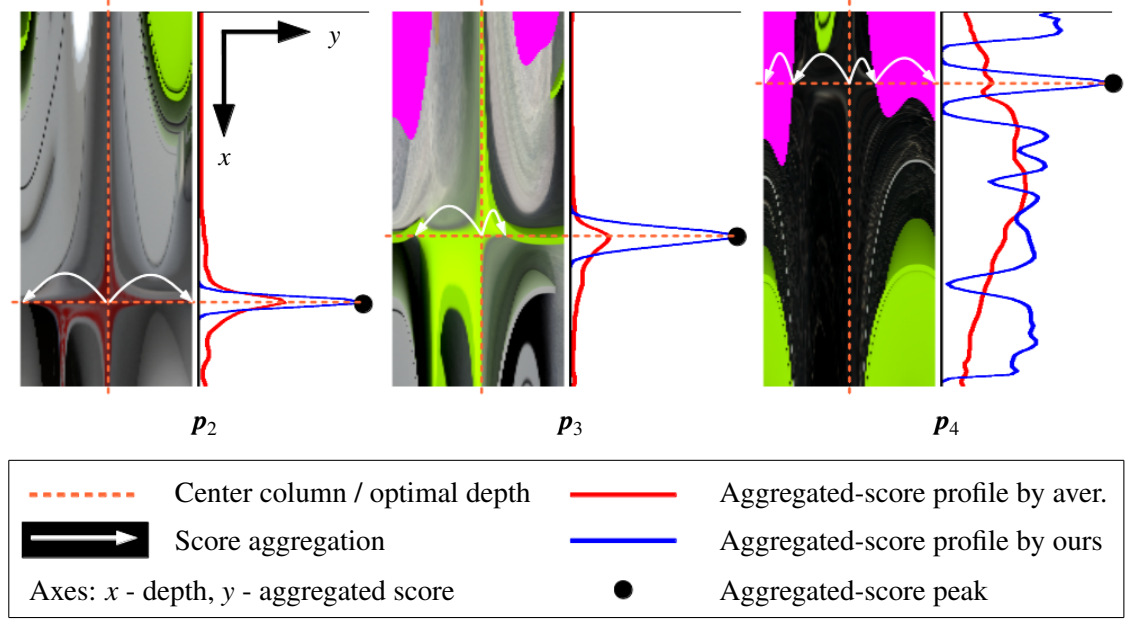 y
x
p2
p3
p4
Center column / optimal depth
Aggregated-score profile by aver.
Score aggregation
Aggregated-score profile by ours
Axes: x - depth, y - aggregated score
Aggregated-score peak